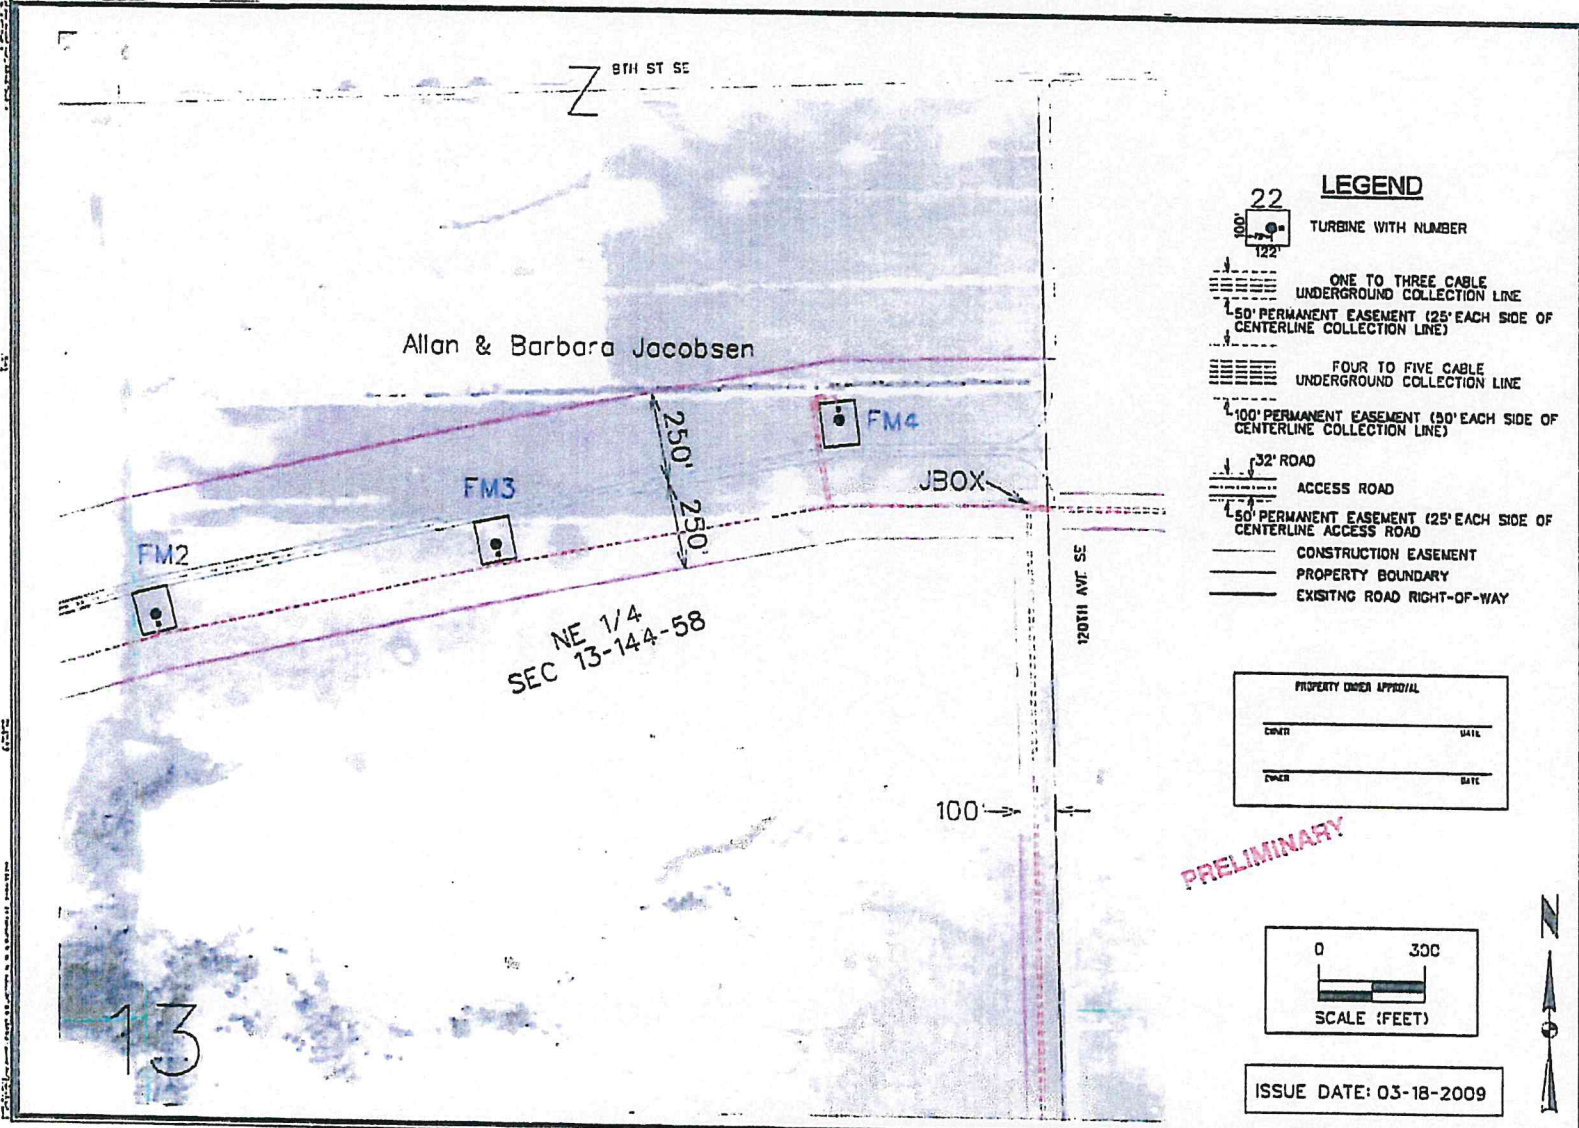 8TH ST SE
Allan & Barbara Jacobsen
250'
250'
FM4
FM3
FM2
JBOX
120TH AVE SE
NE 1/4
SEC 13-144-58
100'
13
LEGEND
22
100'
122'
TURBINE WITH NUMBER
ONE TO THREE CABLE
UNDERGROUND COLLECTION LINE
50' PERMANENT EASEMENT (25' EACH SIDE OF
CENTERLINE COLLECTION LINE)
FOUR TO FIVE CABLE
UNDERGROUND COLLECTION LINE
100' PERMANENT EASEMENT (50' EACH SIDE OF
CENTERLINE COLLECTION LINE)
32' ROAD
ACCESS ROAD
50' PERMANENT EASEMENT (25' EACH SIDE OF
CENTERLINE ACCESS ROAD
CONSTRUCTION EASEMENT
PROPERTY BOUNDARY
EXISITNG ROAD RIGHT-OF-WAY
PROPERTY OWNER APPROVAL
OWNER DATE
OWNER DATE
PRELIMINARY
0 300
SCALE (FEET)
N
ISSUE DATE: 03-18-2009